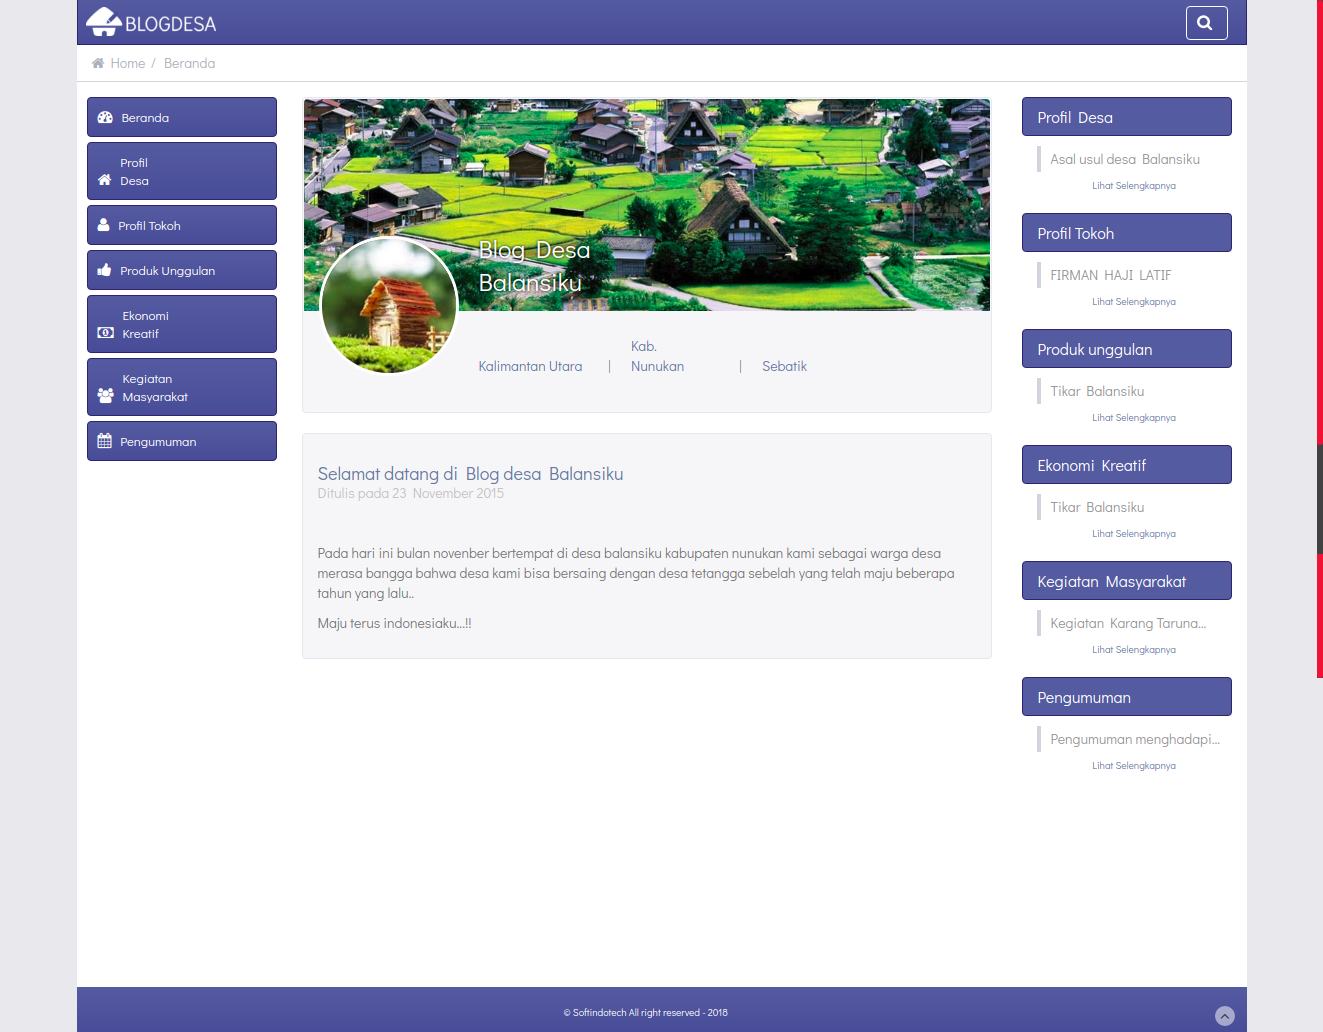 BLOGDESA
Home / Beranda
Beranda
Profil
Desa
Profil Tokoh
Produk Unggulan
Ekonomi
Kreatif
Kegiatan
Masyarakat
Pengumuman
Blog Desa
Balansiku
Kalimantan Utara | Kab. Nunukan | Sebatik
Selamat datang di Blog desa Balansiku
Ditulis pada 23 November 2015
Pada hari ini bulan novenber bertempat di desa balansiku kabupaten nunukan kami sebagai warga desa
merasa bangga bahwa desa kami bisa bersaing dengan desa tetangga sebelah yang telah maju beberapa
tahun yang lalu..
Maju terus indonesiaku...!!
Profil Desa
Asal usul desa Balansiku
Lihat Selengkapnya
Profil Tokoh
FIRMAN HAJI LATIF
Lihat Selengkapnya
Produk unggulan
Tikar Balansiku
Lihat Selengkapnya
Ekonomi Kreatif
Tikar Balansiku
Lihat Selengkapnya
Kegiatan Masyarakat
Kegiatan Karang Taruna...
Lihat Selengkapnya
Pengumuman
Pengumuman menghadapi...
Lihat Selengkapnya
© Softindotech All right reserved - 2018